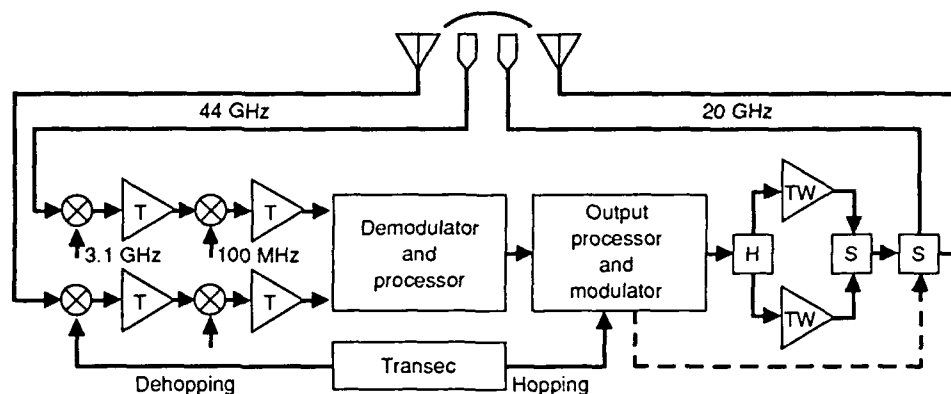 44 GHz
20 GHz
T
T
TW
3.1 GHz
100 MHz
Demodulator
and
processor
Output
processor
and
modulator
H
S
S
T
T
TW
Transec
Dehopping
Hopping